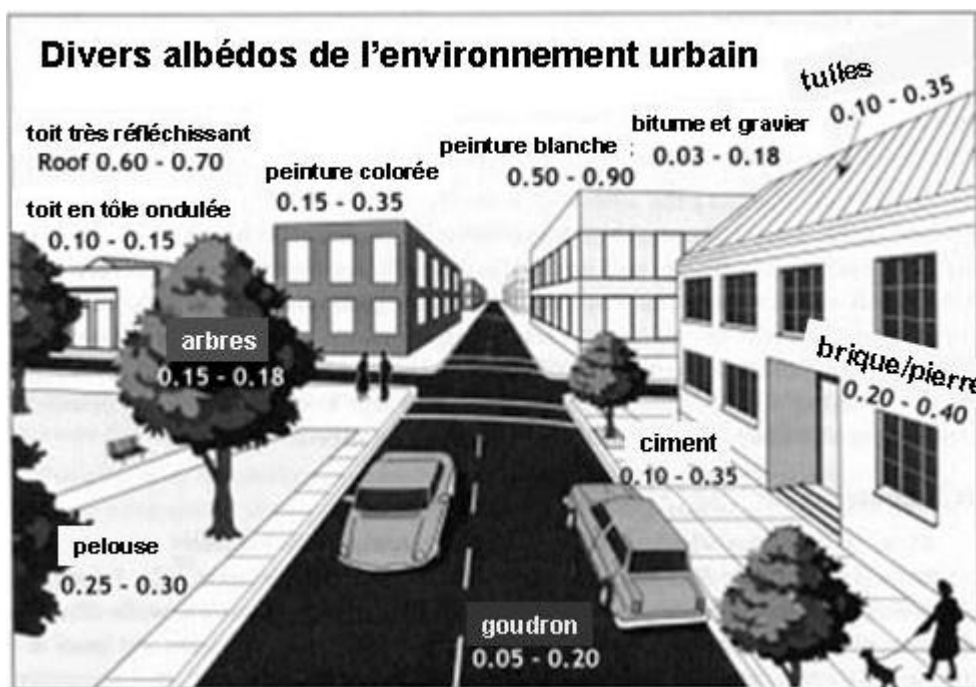 Divers albédos de l'environnement urbain
tuiles
0.10 - 0.35
toit très réfléchissant
Roof 0.60 - 0.70
bitume et gravier
0.03 - 0.18
peinture blanche :
0.50 - 0.90
peinture colorée
0.15 - 0.35
toit en tôle ondulée
0.10 - 0.15
arbres
0.15 - 0.18
brique/pierre
0.20 - 0.40
ciment
0.10 - 0.35
pelouse
0.25 - 0.30
goudron
0.05 - 0.20